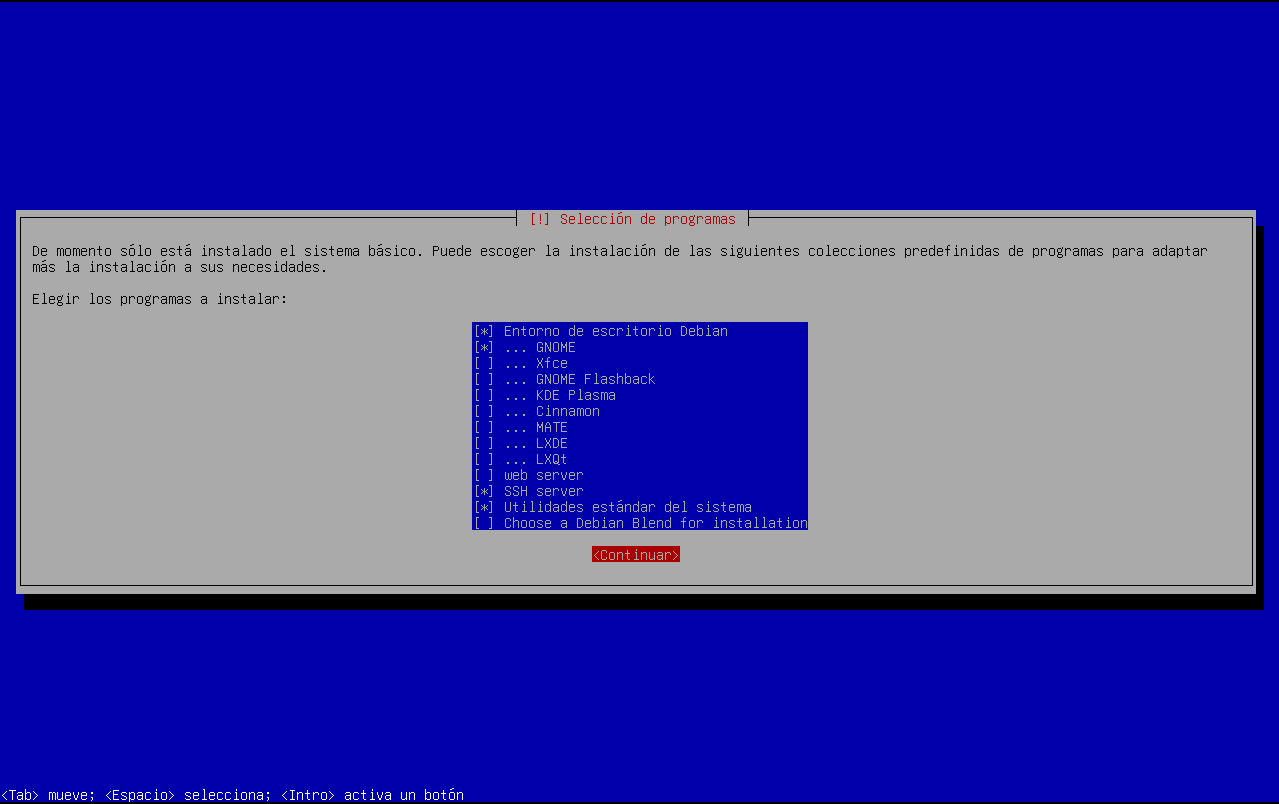 [!] Selección de programas
De momento sólo está instalado el sistema básico. Puede escoger la instalación de las siguientes colecciones predefinidas de programas para adaptar
más la instalación a sus necesidades.
Elegir los programas a instalar:
[*] Entorno de escritorio Debian
[*] ... GNOME
[ ] ... Xfce
[ ] ... GNOME Flashback
[ ] ... KDE Plasma
[ ] ... Cinnamon
[ ] ... MATE
[ ] ... LXDE
[ ] ... LXQt
[ ] web server
[*] SSH server
[*] Utilidades estándar del sistema
[ ] Choose a Debian Blend for installation
<Continuar>
<Tab> mueve; <Espacio> selecciona; <Intro> activa un botón